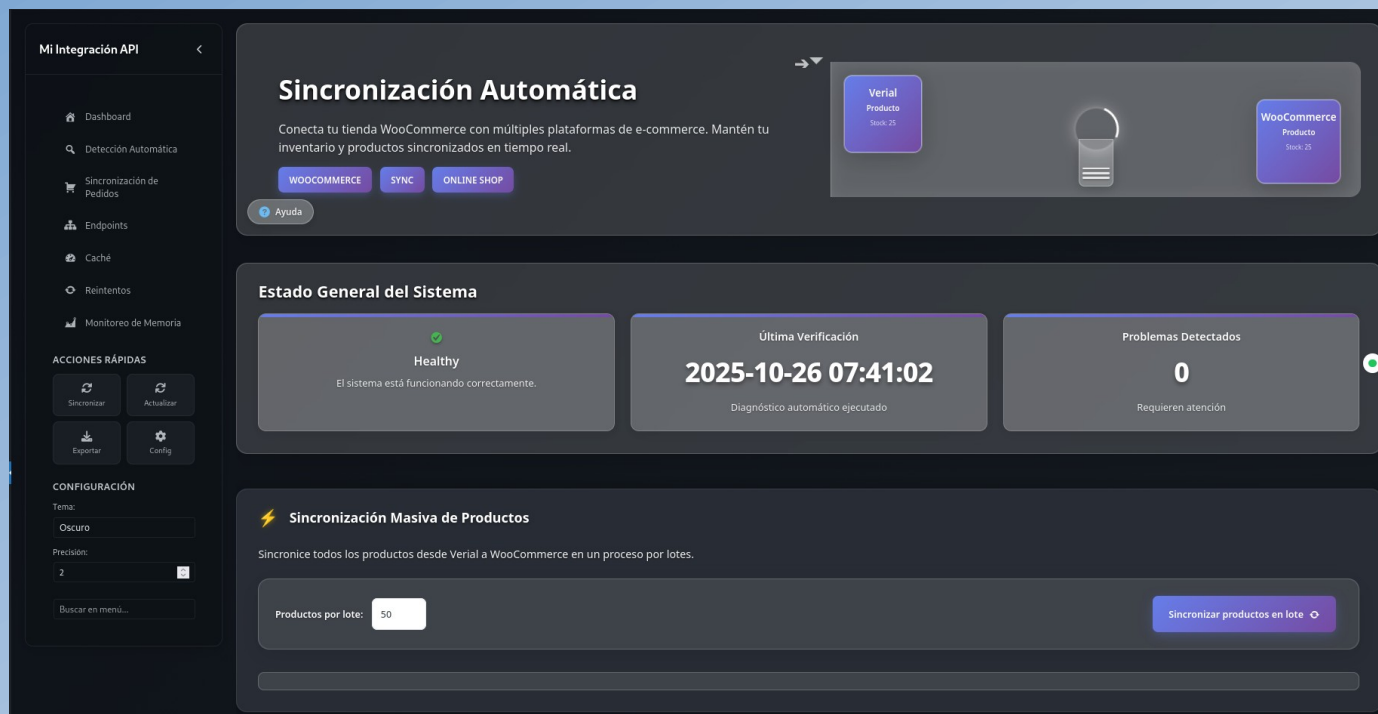 Mi Integración API
Dashboard
Detección Automática
Sincronización de
Pedidos
Endpoints
Caché
Reintentos
Monitoreo de Memoria
ACCIONES RÁPIDAS
Sincronizar
Actualizar
Exportar
Config
CONFIGURACIÓN
Tema:
Oscuro
Precisión:
2
Buscar en menú...
Sincronización Automática
Conecta tu tienda WooCommerce con múltiples plataformas de e-commerce. Mantén tu
inventario y productos sincronizados en tiempo real.
WOOCOMMERCE
SYNC
ONLINE SHOP
? Ayuda
Verial
Producto
Stock: 25
WooCommerce
Producto
Stock: 25
Estado General del Sistema
Healthy
El sistema está funcionando correctamente.
Última Verificación
2025-10-26 07:41:02
Diagnóstico automático ejecutado
Problemas Detectados
0
Requieren atención
Sincronización Masiva de Productos
Sincronice todos los productos desde Verial a WooCommerce en un proceso por lotes.
Productos por lote:
50
Sincronizar productos en lote